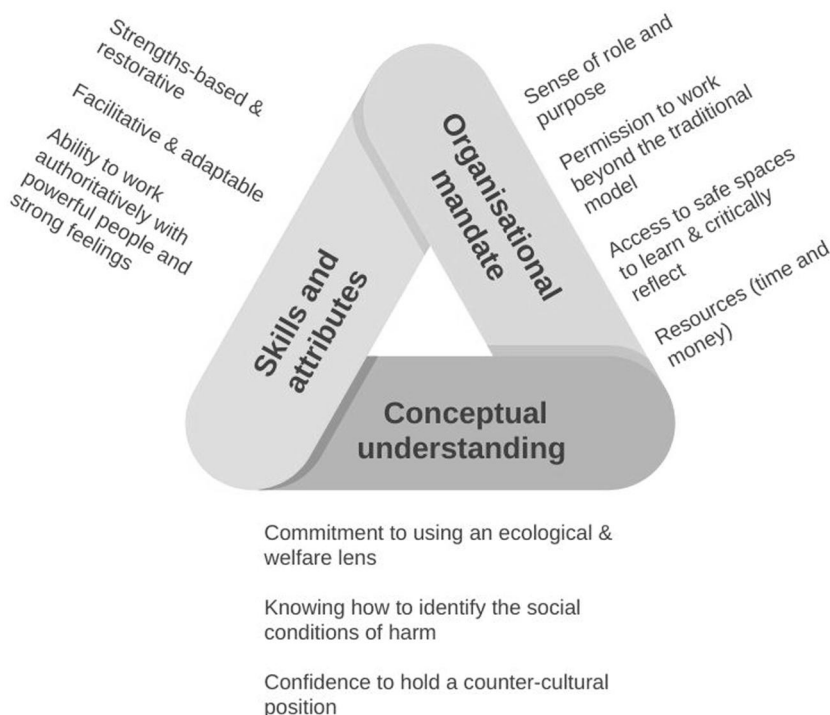 Strengths-based &
restorative
Facilitative & adaptable
Ability to work
authoritatively with
powerful people and
strong feelings
Skills and
attributes
Organisational
mandate
Sense of role and
purpose
Permission to work
beyond the traditional
model
Access to safe spaces
to learn & critically
reflect
Resources (time and
money)
Conceptual
understanding
Commitment to using an ecological &
welfare lens
Knowing how to identify the social
conditions of harm
Confidence to hold a counter-cultural
position